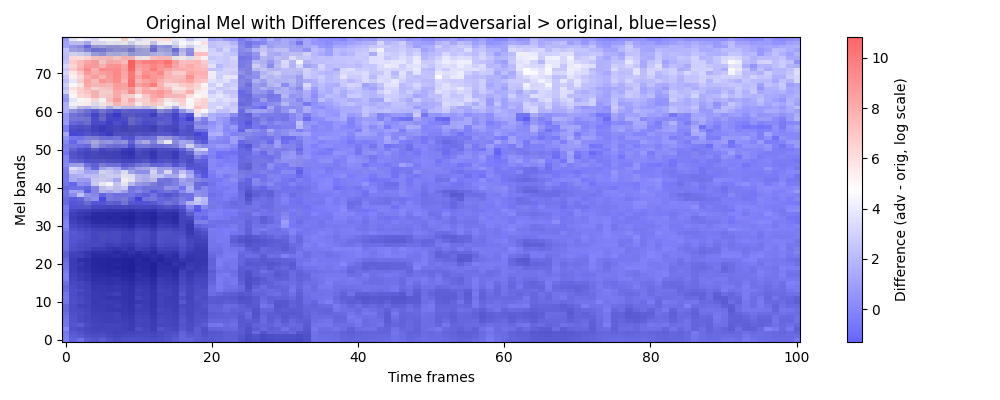 Original Mel with Differences (red=adversarial > original, blue=less)
Mel bands
70
60
50
40
30
20
10
0
0 20 40 60 80 100
Time frames
10
8
6
4
2
0
Difference (adv - orig, log scale)